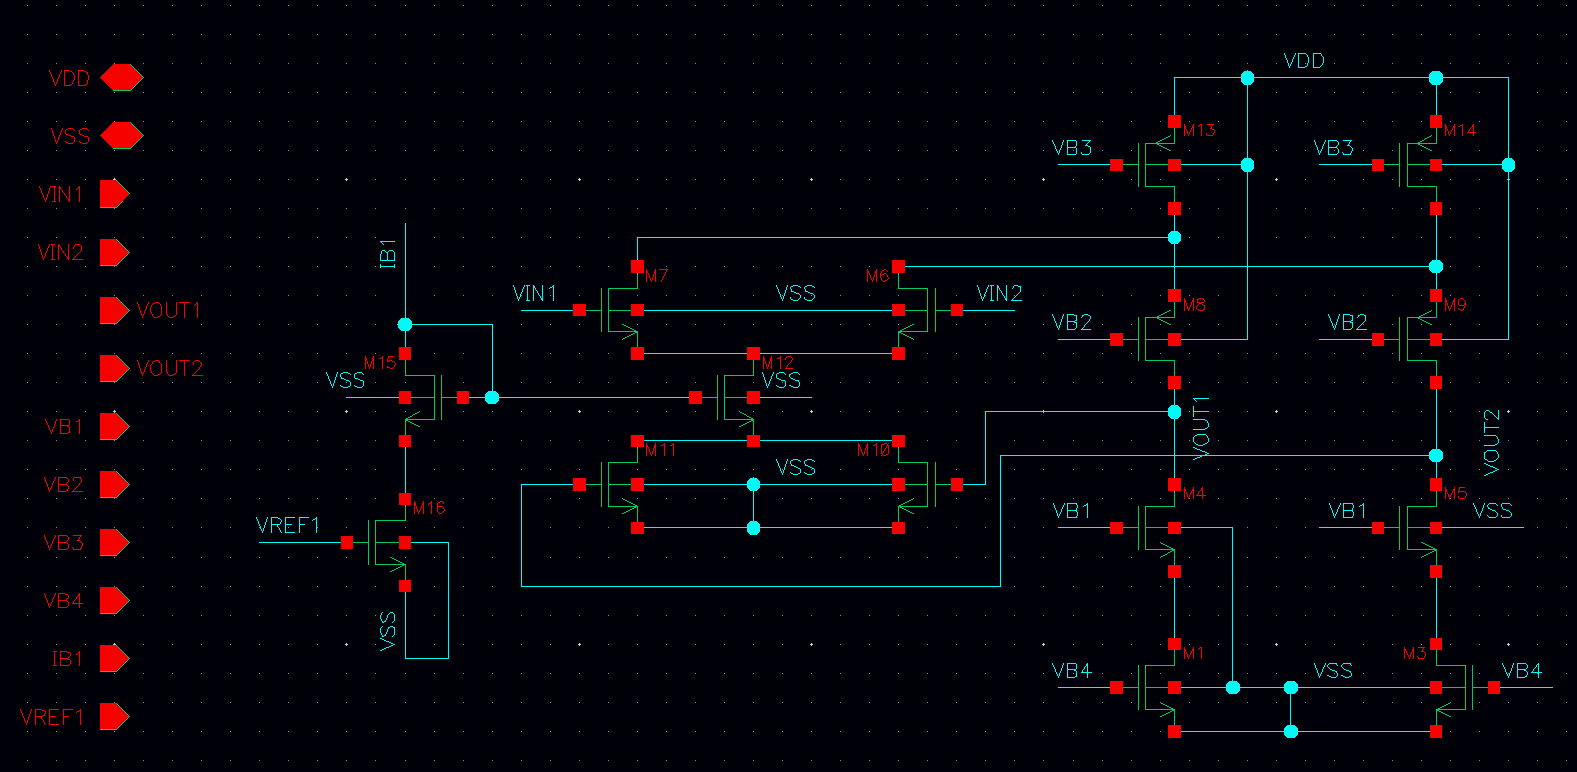 VDD
VSS
VIN1
VIN2
VOUT1
VOUT2
VB1
VB2
VB3
VB4
IB1
VREF1
IB1
M15
VSS
M16
VREF1
VSS
VIN1
M7
VSS
M6
VIN2
M12
VSS
M11
VSS
M10
VDD
VB3
M13
VB3
M14
VB2
M8
VB2
M9
VOUT1
VOUT2
VB1
M4
VB1
M5
VSS
VB4
M1
VSS
M3
VB4